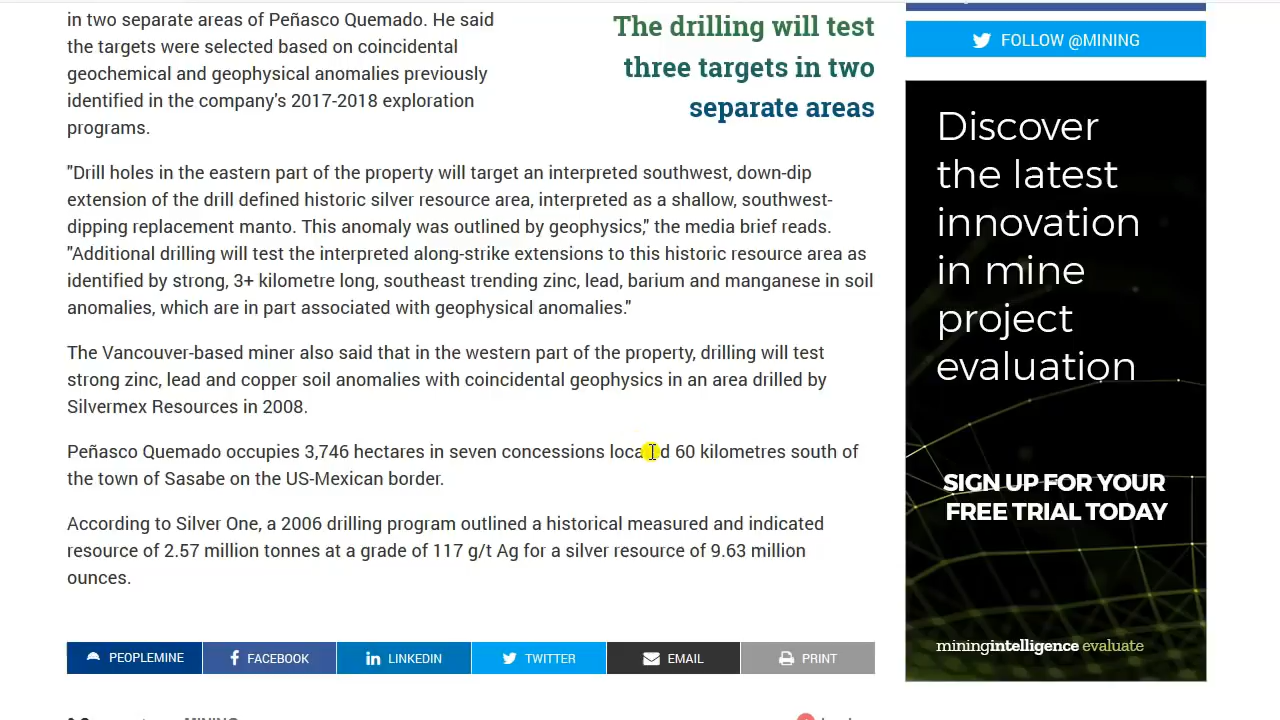 in two separate areas of Peñasco Quemado. He said
the targets were selected based on coincidental
geochemical and geophysical anomalies previously
identified in the company's 2017-2018 exploration
programs.
The drilling will test
three targets in two
separate areas
"Drill holes in the eastern part of the property will target an interpreted southwest, down-dip
extension of the drill defined historic silver resource area, interpreted as a shallow, southwest-
dipping replacement manto. This anomaly was outlined by geophysics," the media brief reads.
"Additional drilling will test the interpreted along-strike extensions to this historic resource area as
identified by strong, 3+ kilometre long, southeast trending zinc, lead, barium and manganese in soil
anomalies, which are in part associated with geophysical anomalies."
The Vancouver-based miner also said that in the western part of the property, drilling will test
strong zinc, lead and copper soil anomalies with coincidental geophysics in an area drilled by
Silvermex Resources in 2008.
Peñasco Quemado occupies 3,746 hectares in seven concessions located 60 kilometres south of
the town of Sasabe on the US-Mexican border.
According to Silver One, a 2006 drilling program outlined a historical measured and indicated
resource of 2.57 million tonnes at a grade of 117 g/t Ag for a silver resource of 9.63 million
ounces.
PEOPLEMINE
FACEBOOK
LINKEDIN
TWITTER
EMAIL
PRINT
FOLLOW @MINING
Discover
the latest
innovation
in mine
project
evaluation
SIGN UP FOR YOUR
FREE TRIAL TODAY
miningintelligence evaluate